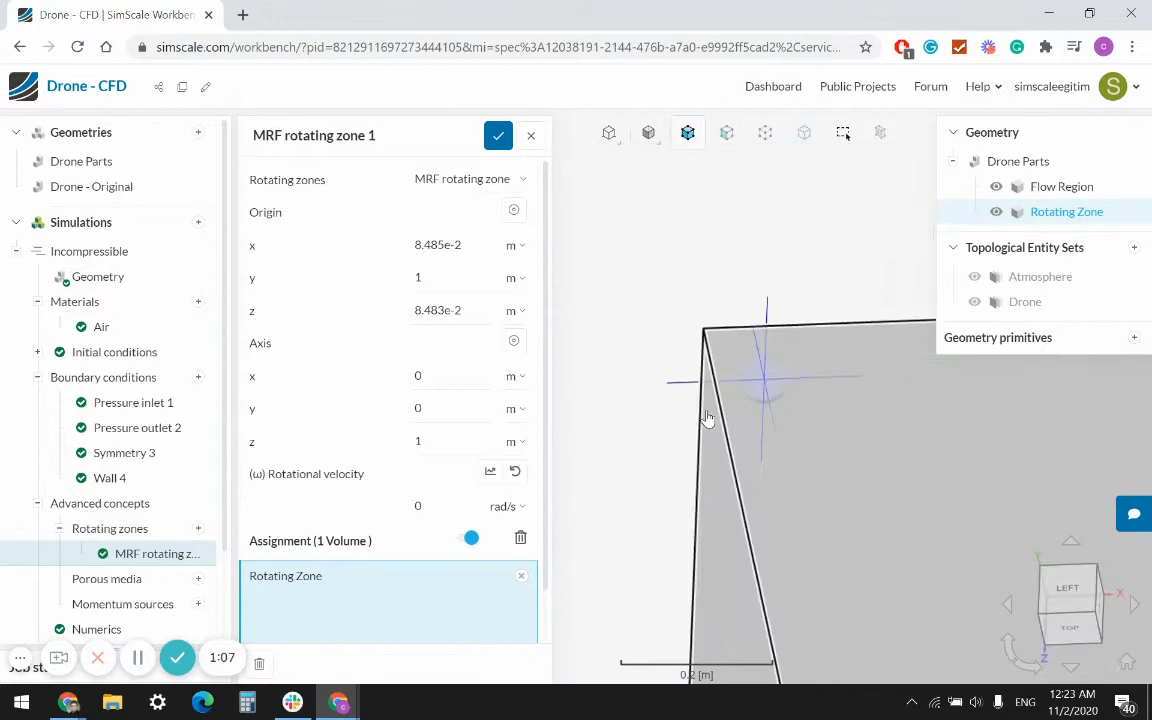 Drone - CFD | SimScale Workben
simscale.com/workbench/?pid=8212911697273444105&mi=spec%3A12038191-2144-476b-a7a0-e9992ff5cad2%2Cservic...
1
c
Drone - CFD
Dashboard
Public Projects
Forum
Help
simscaleegitim
S
Geometries
Drone Parts
Drone - Original
Simulations
Incompressible
Geometry
Materials
Air
Initial conditions
Boundary conditions
Pressure inlet 1
Pressure outlet 2
Symmetry 3
Wall 4
Advanced concepts
Rotating zones
MRF rotating z...
Porous media
Momentum sources
Numerics
1:07
MRF rotating zone 1
Rotating zones
MRF rotating zone
Origin
x 8.485e-2 m
y 1 m
z 8.483e-2 m
Axis
x 0 m
y 0 m
z 1 m
(ω) Rotational velocity
0 rad/s
Assignment (1 Volume )
Rotating Zone
Geometry
Drone Parts
Flow Region
Rotating Zone
Topological Entity Sets
Atmosphere
Drone
Geometry primitives
Y
LEFT
X
TOP
Z
ENG
12:23 AM
11/2/2020
40